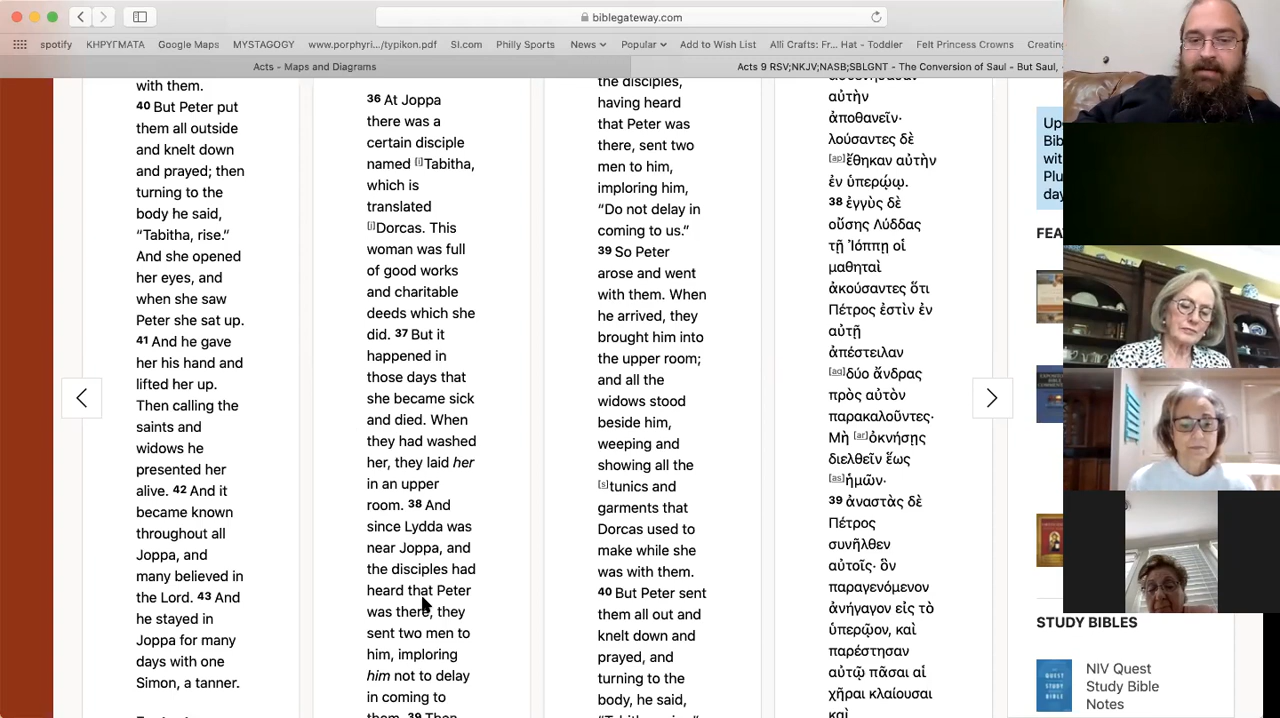 biblegateway.com
spotify
ΚΗΡΥΓΜΑΤΑ
Google Maps
MYSTAGOGY
www.porphyri.../typikon.pdf
SI.com
Philly Sports
News
Popular
Add to Wish List
Alli Crafts: Fr... Hat - Toddler
Felt Princess Crowns
Creating
Acts - Maps and Diagrams
Acts 9 RSV;NKJV;NASB;SBLGNT - The Conversion of Saul - But Saul,
with them.
40 But Peter put
them all outside
and knelt down
and prayed; then
turning to the
body he said,
“Tabitha, rise.”
And she opened
her eyes, and
when she saw
Peter she sat up.
41 And he gave
her his hand and
lifted her up.
Then calling the
saints and
widows he
presented her
alive. 42 And it
became known
throughout all
Joppa, and
many believed in
the Lord. 43 And
he stayed in
Joppa for many
days with one
Simon, a tanner.
36 At Joppa
there was a
certain disciple
named [i]Tabitha,
which is
translated
[j]Dorcas. This
woman was full
of good works
and charitable
deeds which she
did. 37 But it
happened in
those days that
she became sick
and died. When
they had washed
her, they laid her
in an upper
room. 38 And
since Lydda was
near Joppa, and
the disciples had
heard that Peter
was there, they
sent two men to
him, imploring
him not to delay
in coming to
them. 39 Then
the disciples,
having heard
that Peter was
there, sent two
men to him,
imploring him,
“Do not delay in
coming to us.”
39 So Peter
arose and went
with them. When
he arrived, they
brought him into
the upper room;
and all the
widows stood
beside him,
weeping and
showing all the
[s]tunics and
garments that
Dorcas used to
make while she
was with them.
40 But Peter sent
them all out and
knelt down and
prayed, and
turning to the
body, he said,
αὐτὴν
ἀποθανεῖν·
λούσαντες δὲ
[ap]ἔθηκαν αὐτὴν
ἐν ὑπερῴῳ.
38 ἐγγὺς δὲ
οὔσης Λύδδας
τῇ Ἰόππῃ οἱ
μαθηταὶ
ἀκούσαντες ὅτι
Πέτρος ἐστὶν ἐν
αὐτῇ
ἀπέστειλαν
[aq]δύο ἄνδρας
πρὸς αὐτὸν
παρακαλοῦντες·
Μὴ [ar]ὀκνήσῃς
διελθεῖν ἕως
[as]ἡμῶν·
39 ἀναστὰς δὲ
Πέτρος
συνῆλθεν
αὐτοῖς· ὃν
παραγενόμενον
ἀνήγαγον εἰς τὸ
ὑπερῷον, καὶ
παρέστησαν
αὐτῷ πᾶσαι αἱ
χῆραι κλαίουσαι
καὶ
Up
Bib
wit
Plu
day
FEA
STUDY BIBLES
NIV Quest
Study Bible
Notes